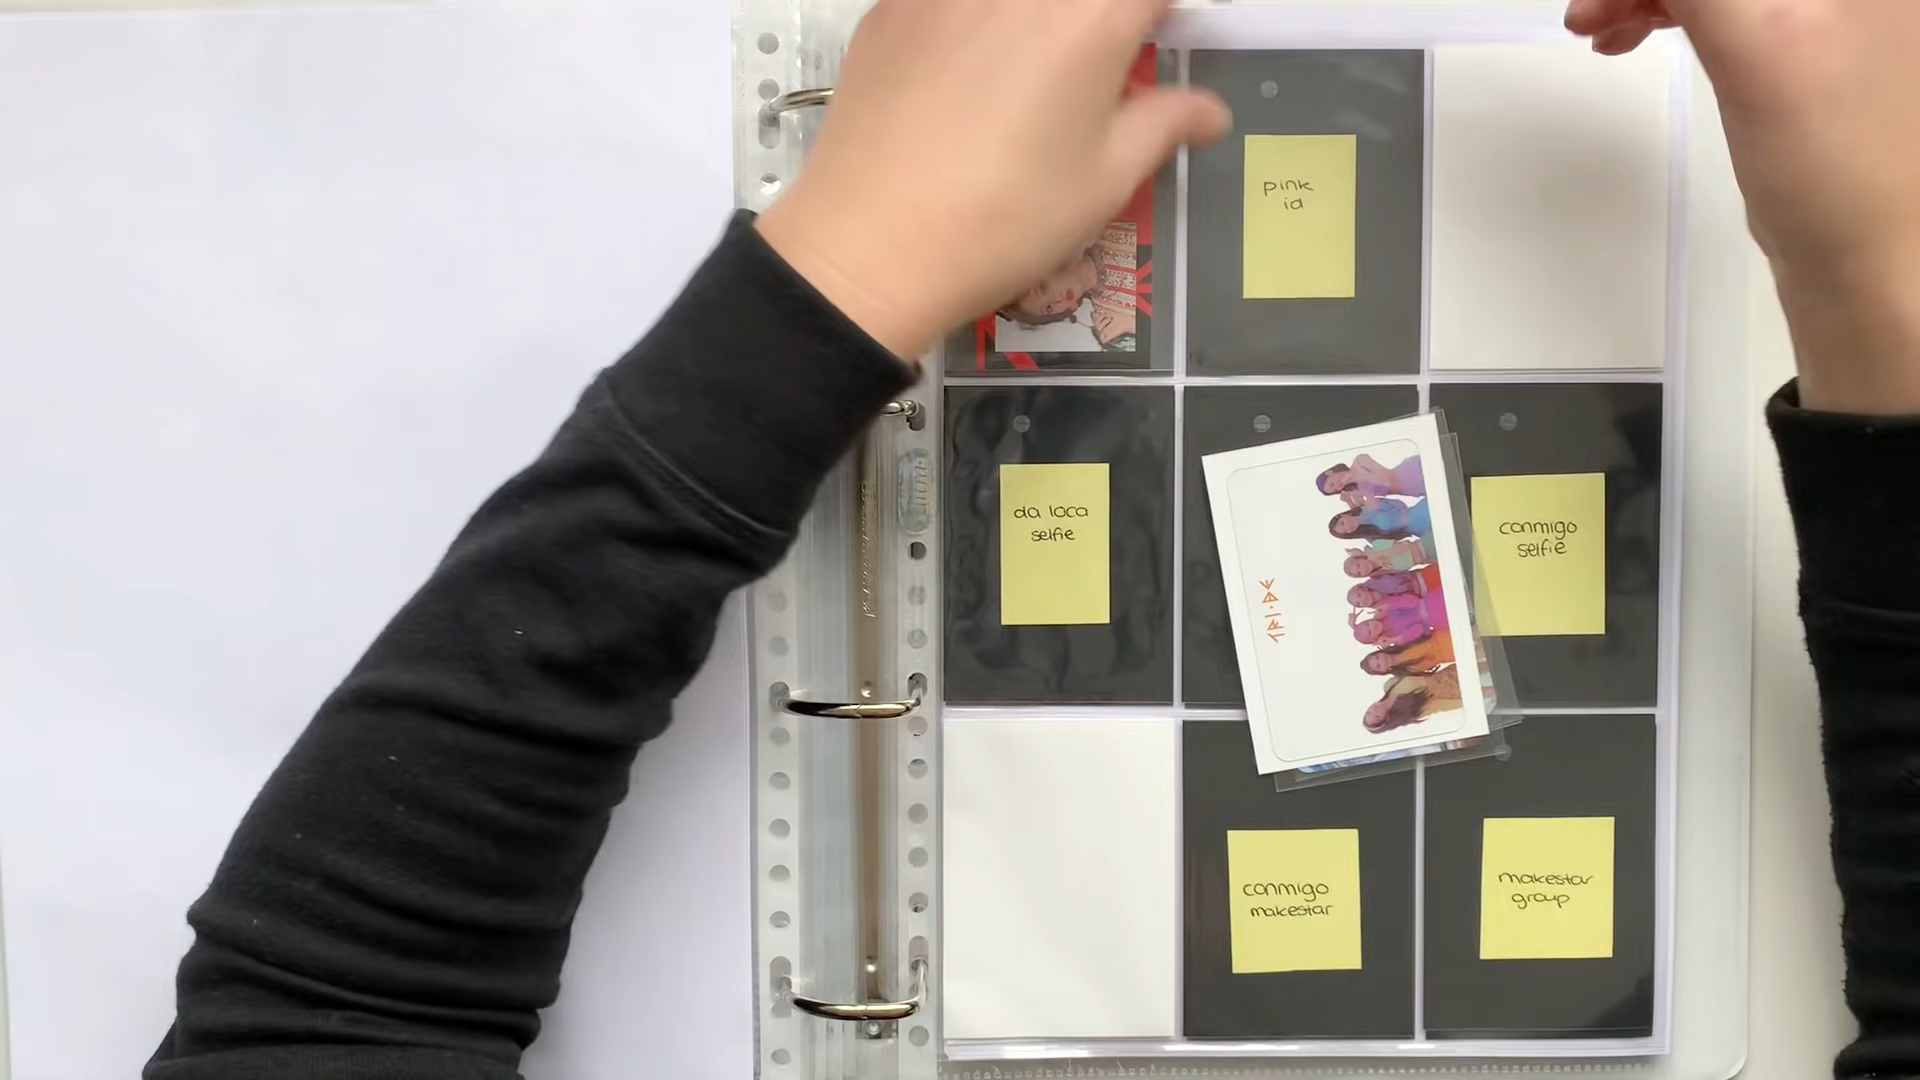 pink
id
da loca
selfie
TRI.BE
conmigo
selfie
conmigo
makestar
makestar
group